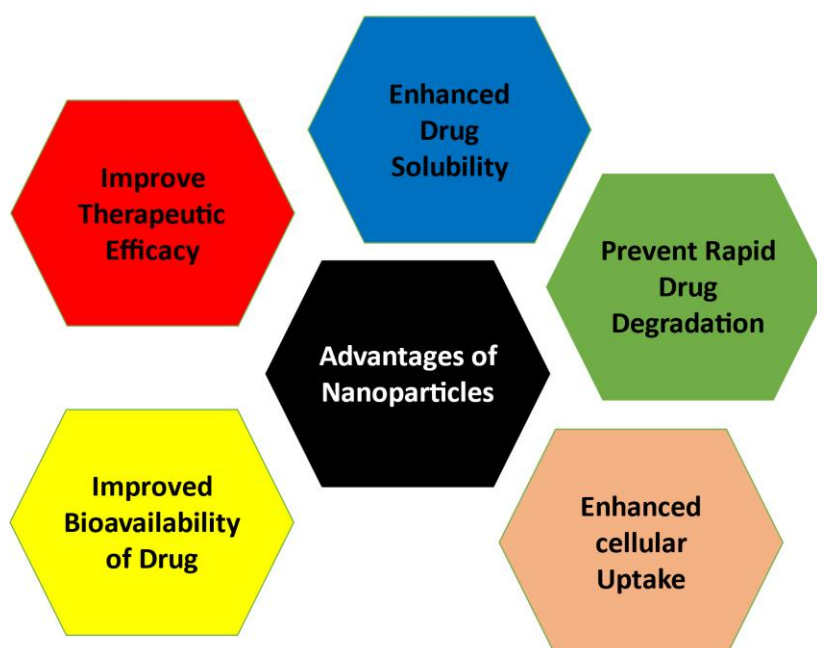 Enhanced
Drug
Solubility
Improve
Therapeutic
Efficacy
Prevent Rapid
Drug
Degradation
Advantages of
Nanoparticles
Improved
Bioavailability
of Drug
Enhanced
cellular
Uptake